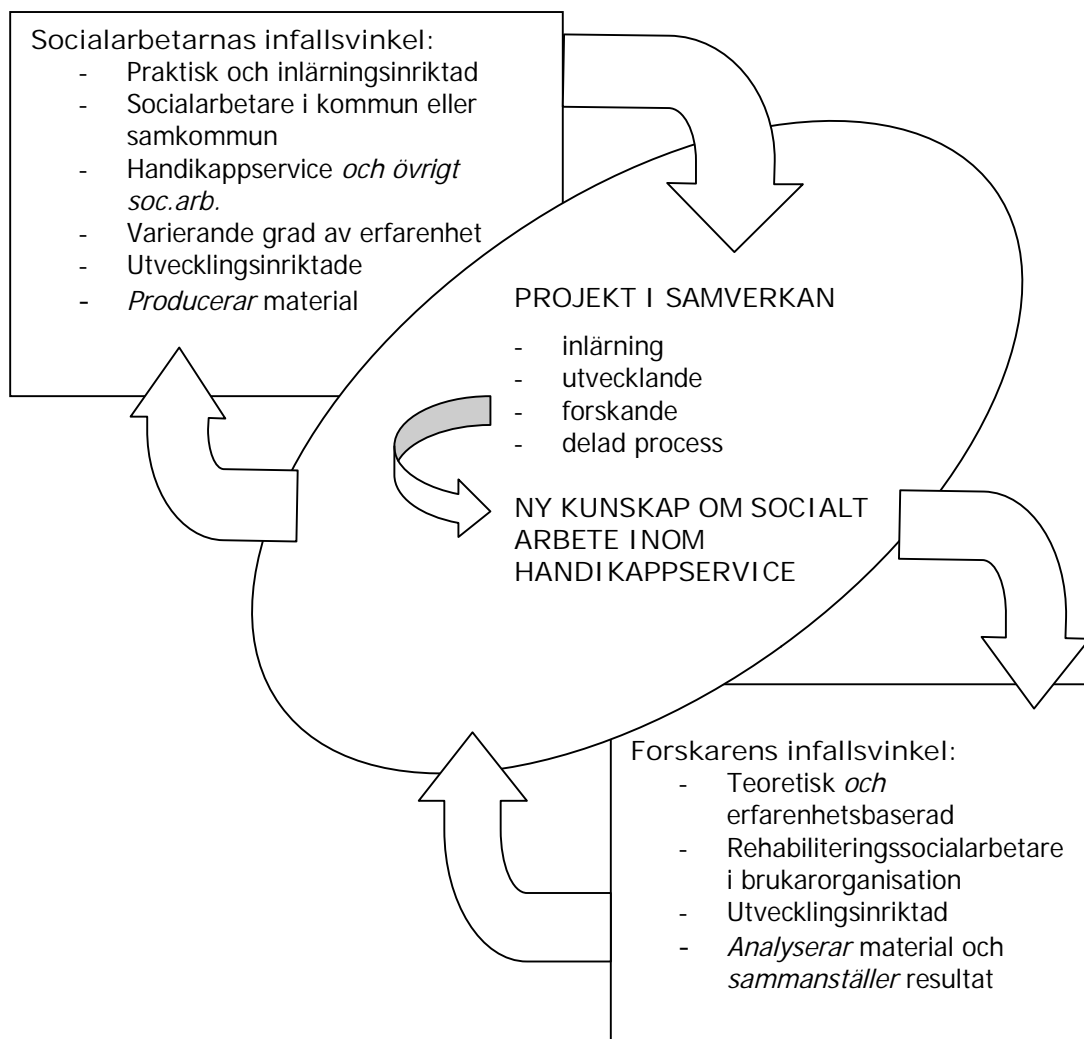 Socialarbetarnas infallsvinkel:
- Praktisk och inlärningsinriktad
- Socialarbetare i kommun eller
samkommun
- Handikappservice och övrigt
soc.arb.
- Varierande grad av erfarenhet
- Utvecklingsinriktade
- Producerar material
PROJEKT I SAMVERKAN
- inlärning
- utvecklande
- forskande
- delad process
NY KUNSKAP OM SOCIALT
ARBETE INOM
HANDIKAPPSERVICE
Forskarens infallsvinkel:
- Teoretisk och
erfarenhetsbaserad
- Rehabiliteringssocialarbetare
i brukarorganisation
- Utvecklingsinriktad
- Analyserar material och
sammanställer resultat